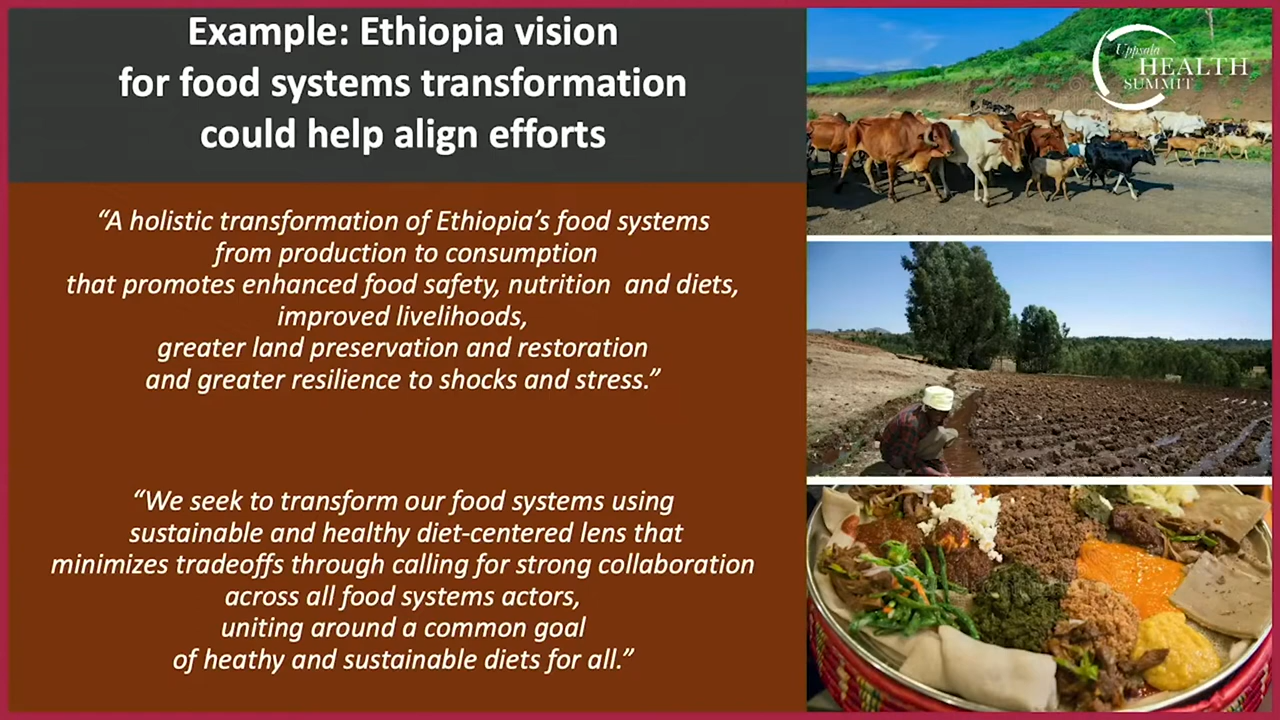 Example: Ethiopia vision
for food systems transformation
could help align efforts
“A holistic transformation of Ethiopia’s food systems
from production to consumption
that promotes enhanced food safety, nutrition and diets,
improved livelihoods,
greater land preservation and restoration
and greater resilience to shocks and stress.”
“We seek to transform our food systems using
sustainable and healthy diet-centered lens that
minimizes tradeoffs through calling for strong collaboration
across all food systems actors,
uniting around a common goal
of heathy and sustainable diets for all.”
Uppsala
HEALTH
SUMMIT